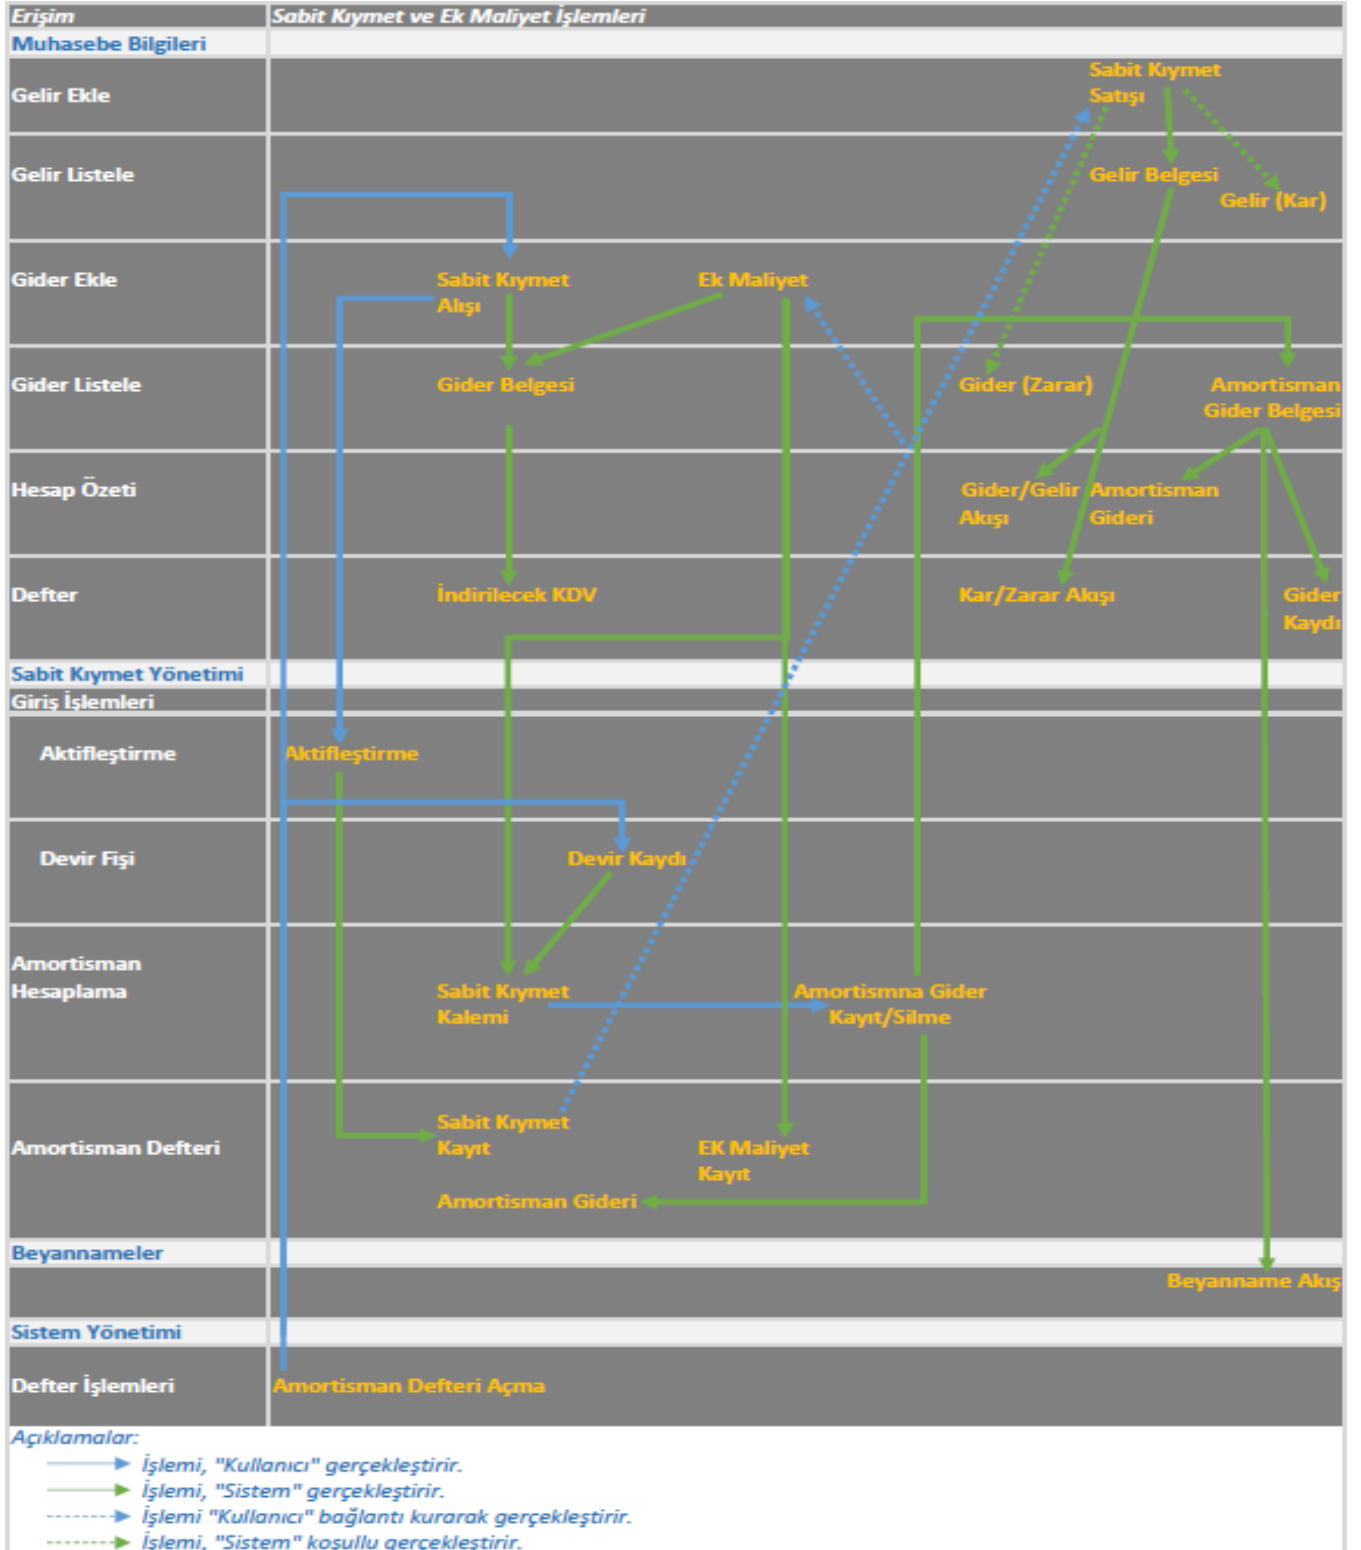 Erişim Sabit Kıymet ve Ek Maliyet İşlemleri
Muhasebe Bilgileri
Sabit Kıymet
Gelir Ekle Satışı
Gelir Listele Gelir Belgesi
Gelir (Kar)
Gider Ekle Sabit Kıymet Ek Maliyet
Alışı
Gider Listele Gider Belgesi Gider (Zarar) Amortisman
Gider Belgesi
Hesap Özeti Gider/Gelir Amortisman
Akışı Gideri
Defter İndirilecek KDV Kar/Zarar Akışı Gider
Kaydı
Sabit Kıymet Yönetimi
Giriş İşlemleri
Aktifleştirme Aktifleştirme
Devir Fişi Devir Kaydı
Amortisman
Hesaplama Sabit Kıymet Amortismna Gider
Kalemi Kayıt/Silme
Sabit Kıymet
Amortisman Defteri Kayıt EK Maliyet
Kayıt
Amortisman Gideri
Beyannameler
Beyanname Akış
Sistem Yönetimi
Defter İşlemleri Amortisman Defteri Açma
Açıklamalar:
İşlemi, "Kullanıcı" gerçekleştirir.
İşlemi, "Sistem" gerçekleştirir.
İşlemi "Kullanıcı" bağlantı kurarak gerçekleştirir.
İşlemi, "Sistem" koşullu gerçekleştirir.